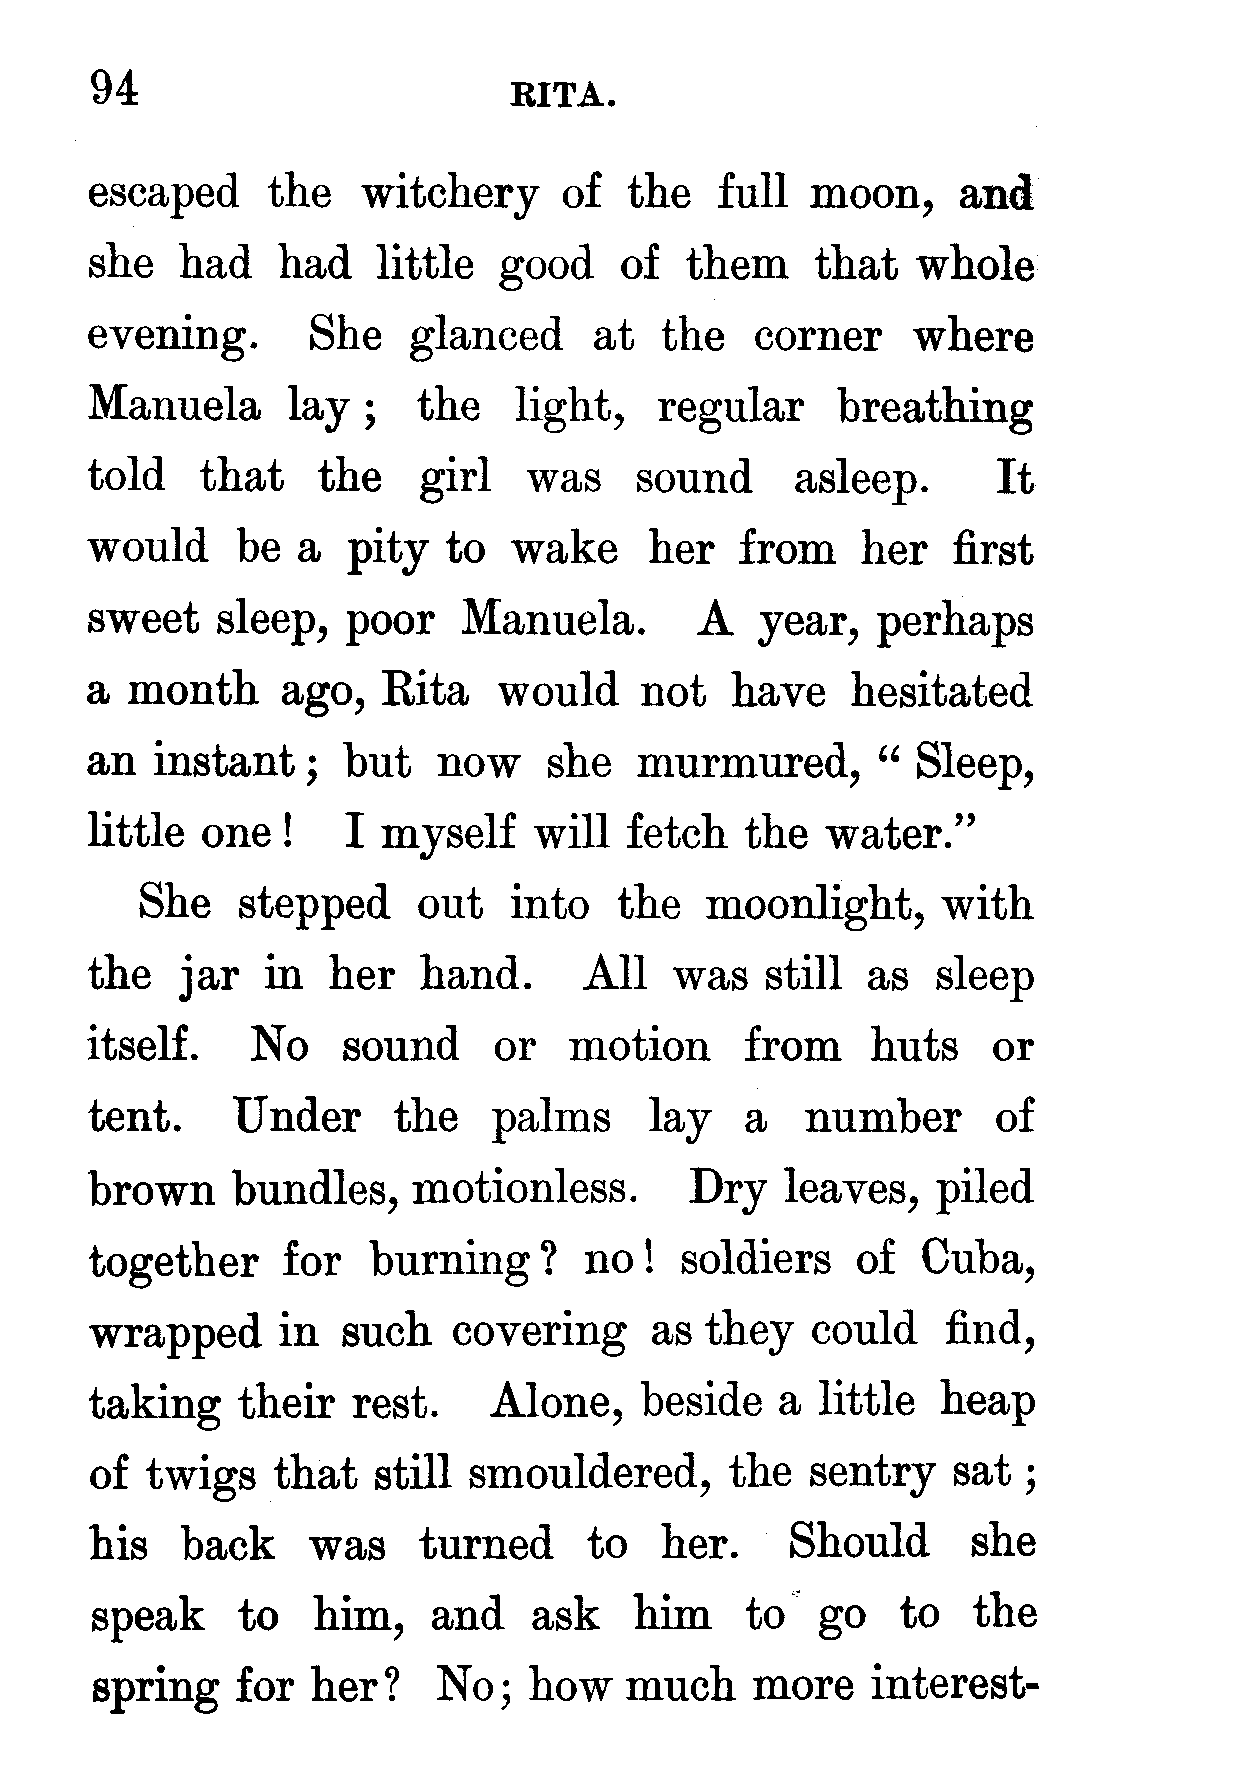 94 RITA.
escaped the witchery of the full moon, and
she had had little good of them that whole
evening. She glanced at the corner where
Manuela lay ; the light, regular breathing
told that the girl was sound asleep. It
would be a pity to wake her from her first
sweet sleep, poor Manuela. A year, perhaps
a month ago, Rita would not have hesitated
an instant ; but now she murmured, “ Sleep,
little one ! I myself will fetch the water.”
She stepped out into the moonlight, with
the jar in her hand. All was still as sleep
itself. No sound or motion from huts or
tent. Under the palms lay a number of
brown bundles, motionless. Dry leaves, piled
together for burning ? no ! soldiers of Cuba,
wrapped in such covering as they could find,
taking their rest. Alone, beside a little heap
of twigs that still smouldered, the sentry sat ;
his back was turned to her. Should she
speak to him, and ask him to go to the
spring for her? No; how much more interest-